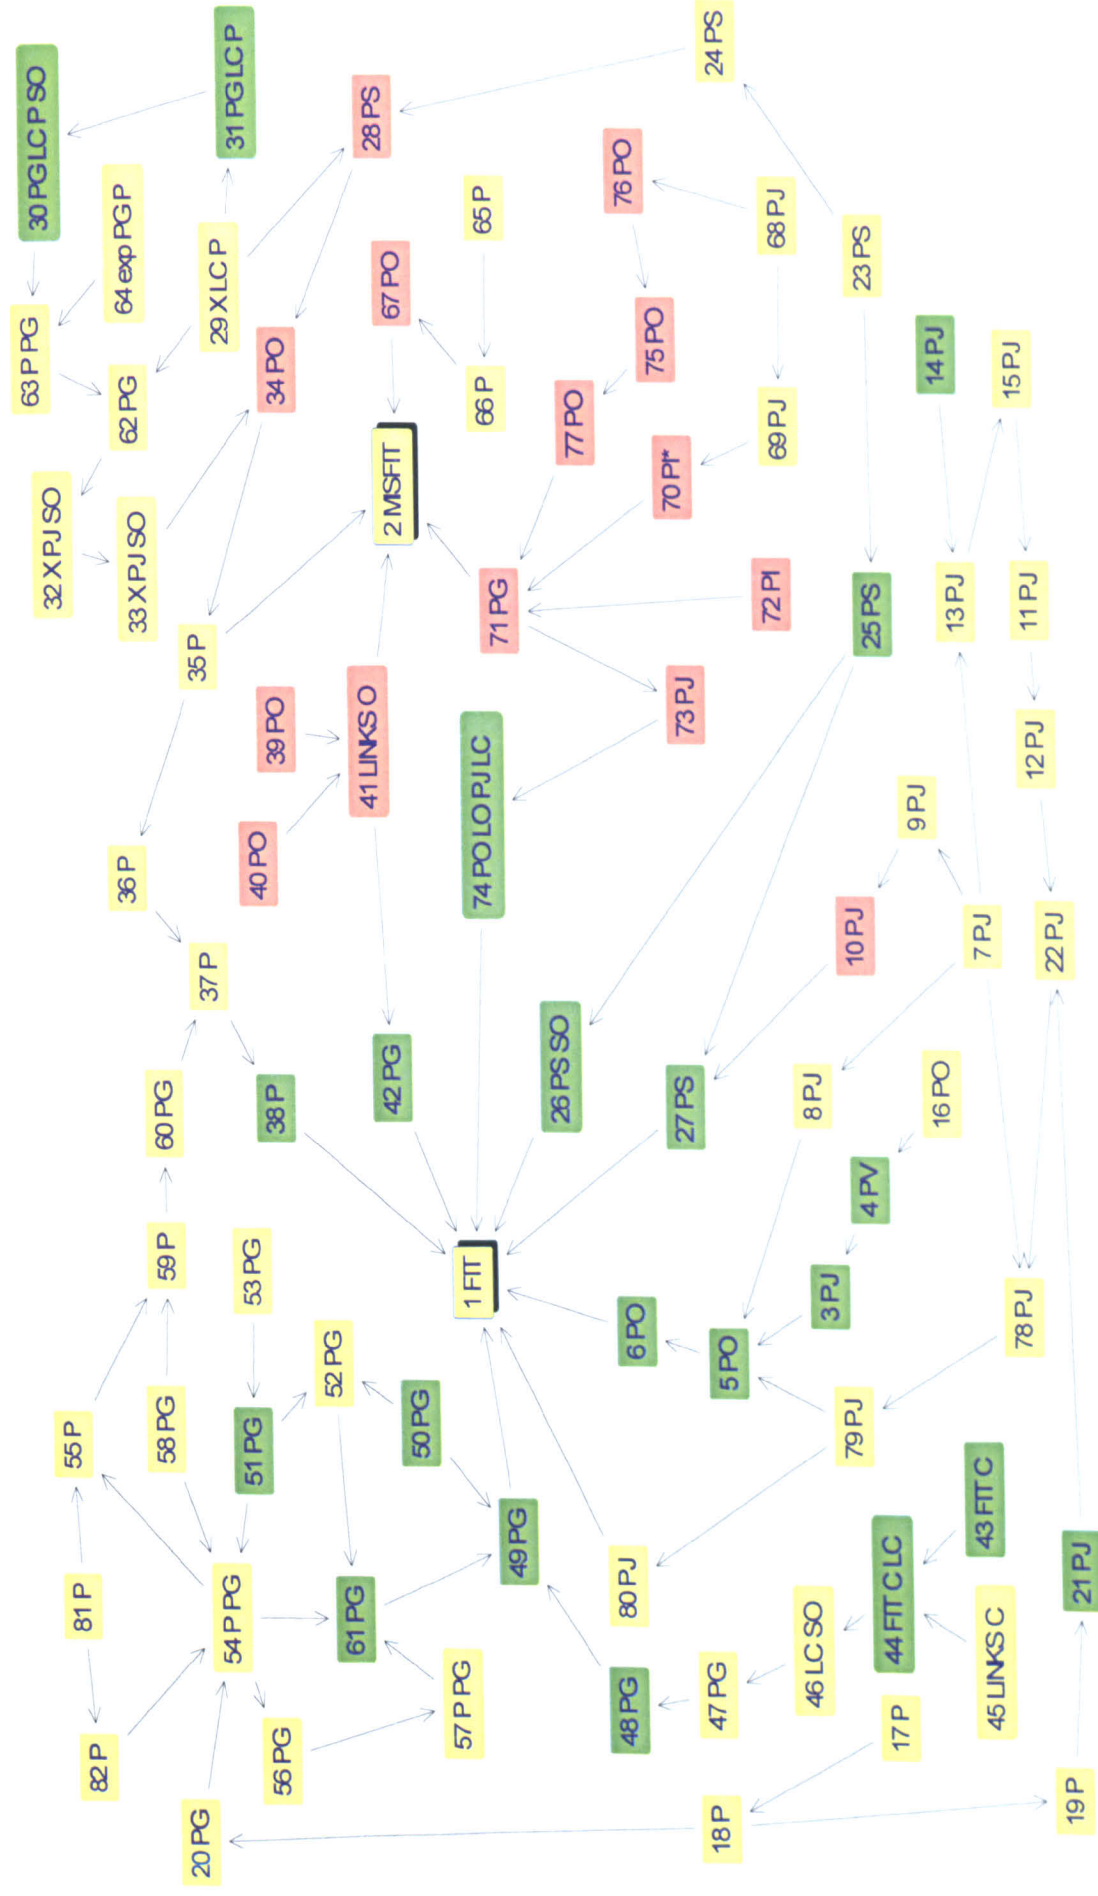 30 PG LC P SO
31 PG LC P
63 P PG
64 exp PG P
29 X LC P
28 PS
24 PS
62 PG
34 PO
32 X PJ SO
33 X PJ SO
67 PO
65 P
66 P
76 PO
68 PJ
23 PS
75 PO
77 PO
69 PJ
70 PI*
14 PJ
15 PJ
2 MISFIT
35 P
71 PG
72 PI
25 PS
13 PJ
11 PJ
39 PO
41 LINKS O
40 PO
73 PJ
74 PO LO PJ LC
12 PJ
36 P
9 PJ
10 PJ
7 PJ
22 PJ
37 P
42 PG
26 PS SO
27 PS
8 PJ
16 PO
60 PG
38 P
4 PV
59 P
53 PG
1 FIT
6 PO
3 PJ
78 PJ
52 PG
5 PO
55 P
58 PG
51 PG
50 PG
79 PJ
49 PG
80 PJ
43 FIT C
44 FIT C LC
21 PJ
81 P
54 P PG
61 PG
46 LC SO
45 LINKS C
82 P
56 PG
57 P PG
48 PG
47 PG
17 P
20 PG
18 P
19 P